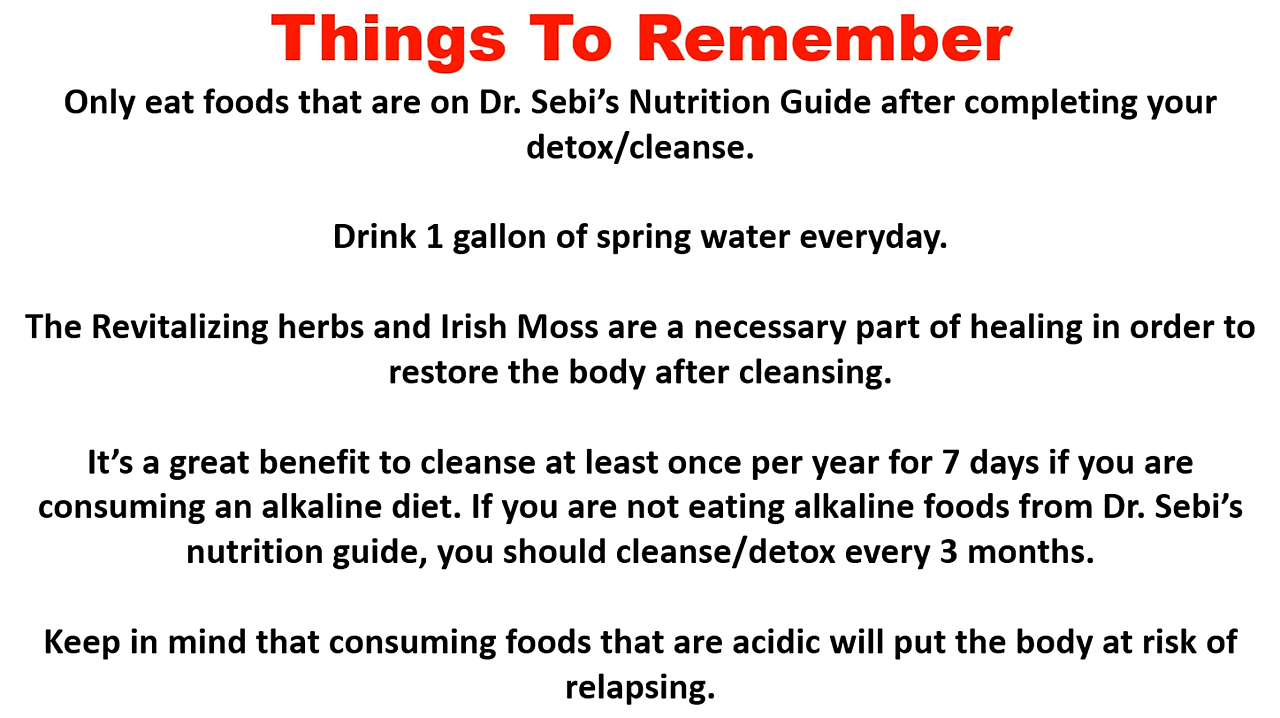 Things To Remember
Only eat foods that are on Dr. Sebi’s Nutrition Guide after completing your
detox/cleanse.
Drink 1 gallon of spring water everyday.
The Revitalizing herbs and Irish Moss are a necessary part of healing in order to
restore the body after cleansing.
It’s a great benefit to cleanse at least once per year for 7 days if you are
consuming an alkaline diet. If you are not eating alkaline foods from Dr. Sebi’s
nutrition guide, you should cleanse/detox every 3 months.
Keep in mind that consuming foods that are acidic will put the body at risk of
relapsing.